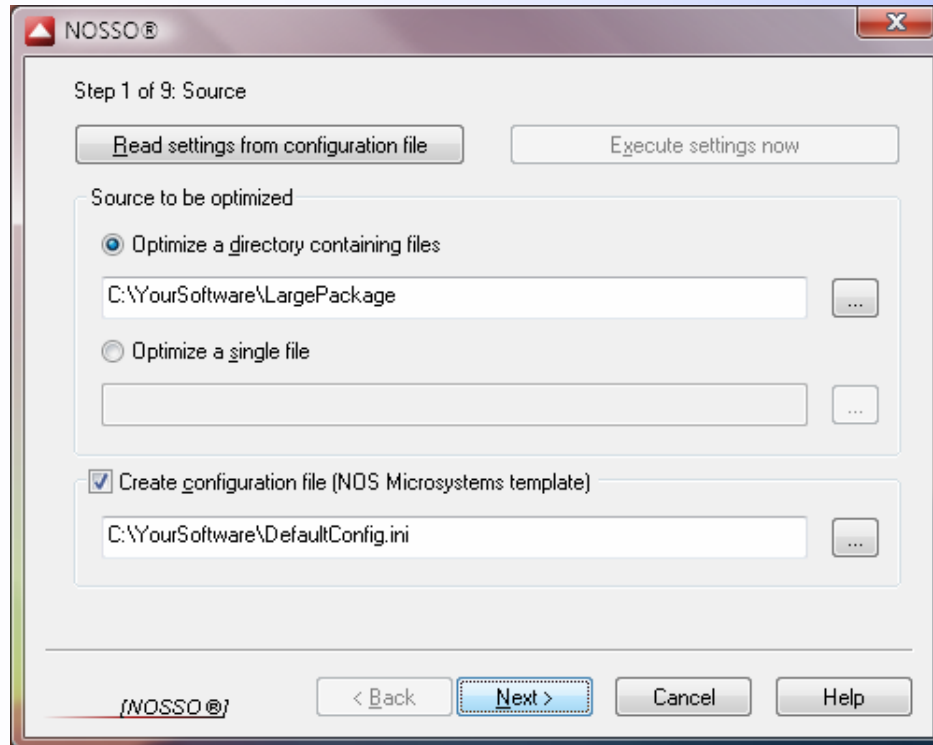 NOSSO®
Step 1 of 9: Source
Read settings from configuration file
Execute settings now
Source to be optimized
Optimize a directory containing files
C:\YourSoftware\LargePackage
...
Optimize a single file
...
Create configuration file (NOS Microsystems template)
C:\YourSoftware\DefaultConfig.ini
...
[NOSSO®]
< Back
Next >
Cancel
Help